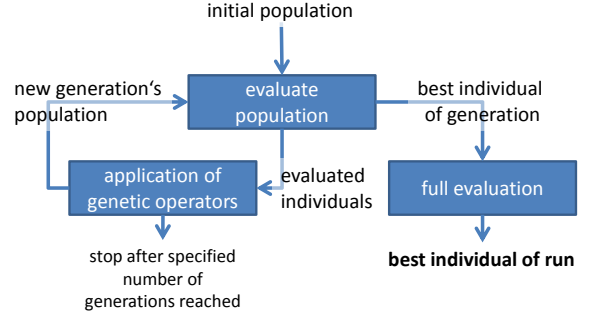 initial population
new generation‘s
population
evaluate
population
best individual
of generation
application of
genetic operators
evaluated
individuals
full evaluation
stop after specified
number of
generations reached
best individual of run